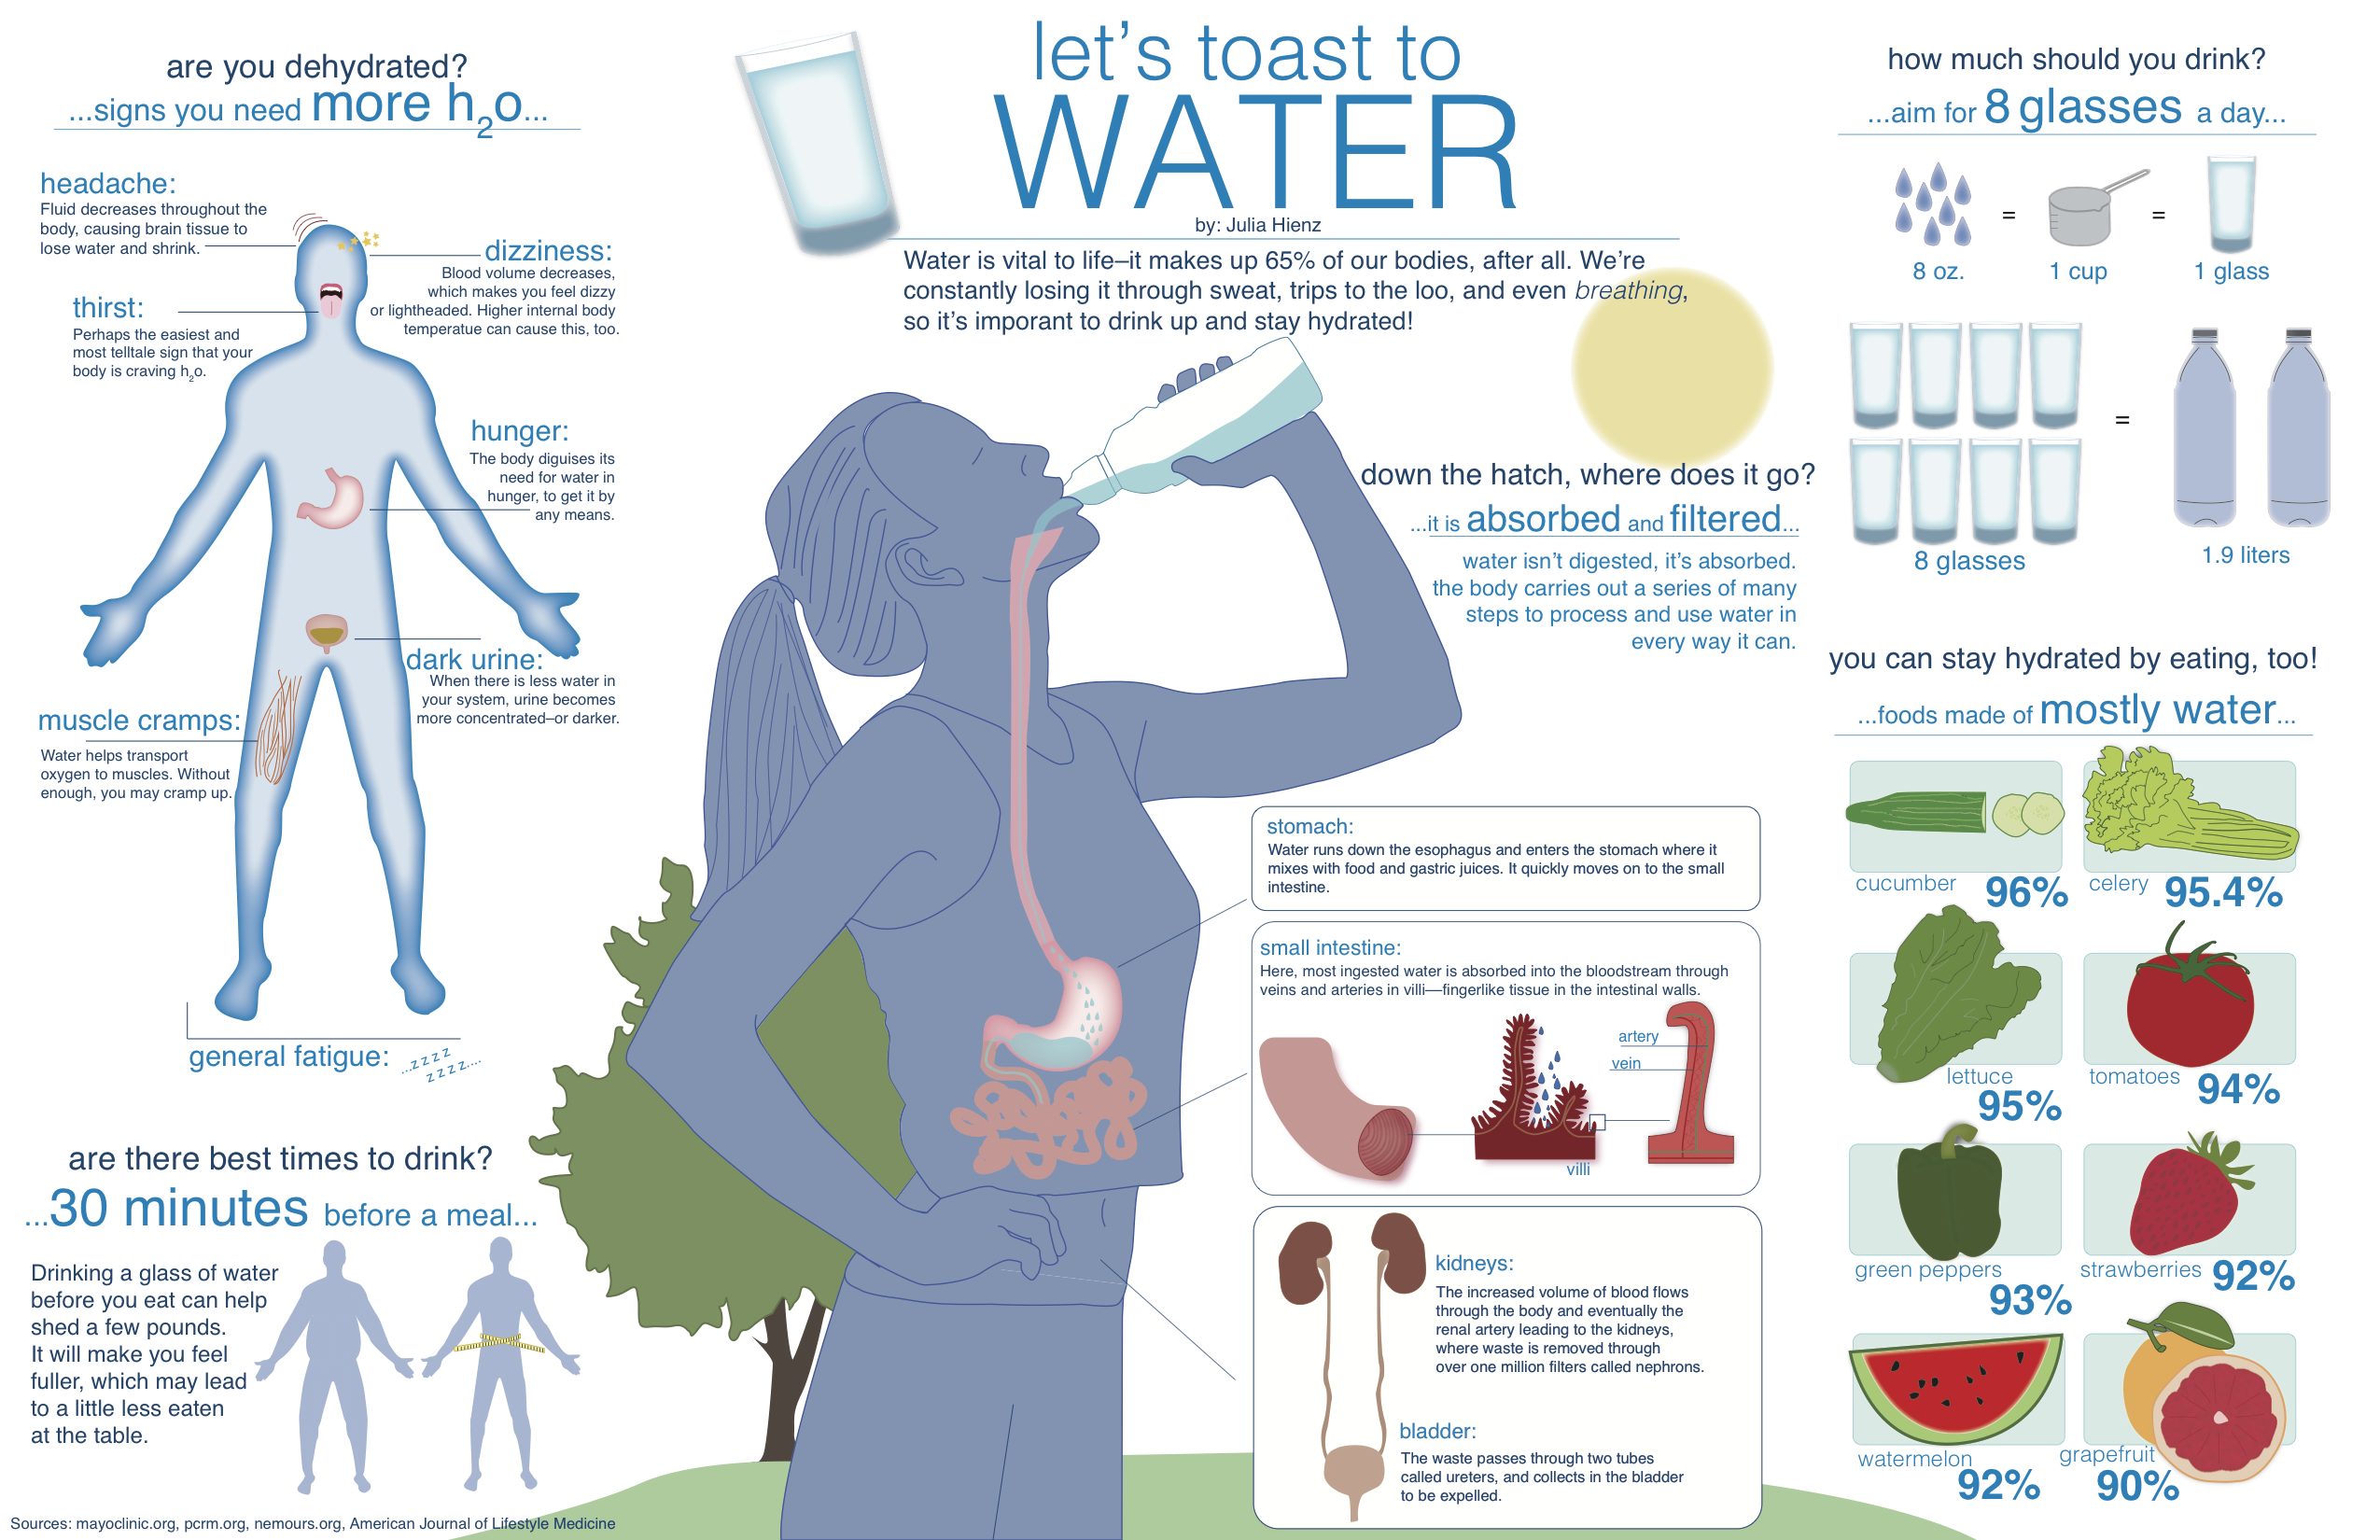 let's toast to
WATER
by: Julia Hienz
Water is vital to life–it makes up 65% of our bodies, after all. We're
constantly losing it through sweat, trips to the loo, and even breathing,
so it's imporant to drink up and stay hydrated!
are you dehydrated?
...signs you need more h2o...
headache:
Fluid decreases throughout the
body, causing brain tissue to
lose water and shrink.
dizziness:
Blood volume decreases,
which makes you feel dizzy
or lightheaded. Higher internal body
temperatue can cause this, too.
thirst:
Perhaps the easiest and
most telltale sign that your
body is craving h2o.
hunger:
The body diguises its
need for water in
hunger, to get it by
any means.
dark urine:
When there is less water in
your system, urine becomes
more concentrated–or darker.
muscle cramps:
Water helps transport
oxygen to muscles. Without
enough, you may cramp up.
general fatigue:
...z z z z
z z z z....
are there best times to drink?
...30 minutes before a meal...
Drinking a glass of water
before you eat can help
shed a few pounds.
It will make you feel
fuller, which may lead
to a little less eaten
at the table.
Sources: mayoclinic.org, pcrm.org, nemours.org, American Journal of Lifestyle Medicine
down the hatch, where does it go?
...it is absorbed and filtered...
water isn't digested, it's absorbed.
the body carries out a series of many
steps to process and use water in
every way it can.
stomach:
Water runs down the esophagus and enters the stomach where it
mixes with food and gastric juices. It quickly moves on to the small
intestine.
small intestine:
Here, most ingested water is absorbed into the bloodstream through
veins and arteries in villi—fingerlike tissue in the intestinal walls.
artery
vein
villi
kidneys:
The increased volume of blood flows
through the body and eventually the
renal artery leading to the kidneys,
where waste is removed through
over one million filters called nephrons.
bladder:
The waste passes through two tubes
called ureters, and collects in the bladder
to be expelled.
how much should you drink?
...aim for 8 glasses a day...
= =
8 oz. 1 cup 1 glass
=
8 glasses 1.9 liters
you can stay hydrated by eating, too!
...foods made of mostly water...
cucumber 96% celery 95.4%
lettuce 95% tomatoes 94%
green peppers 93% strawberries 92%
watermelon 92% grapefruit 90%